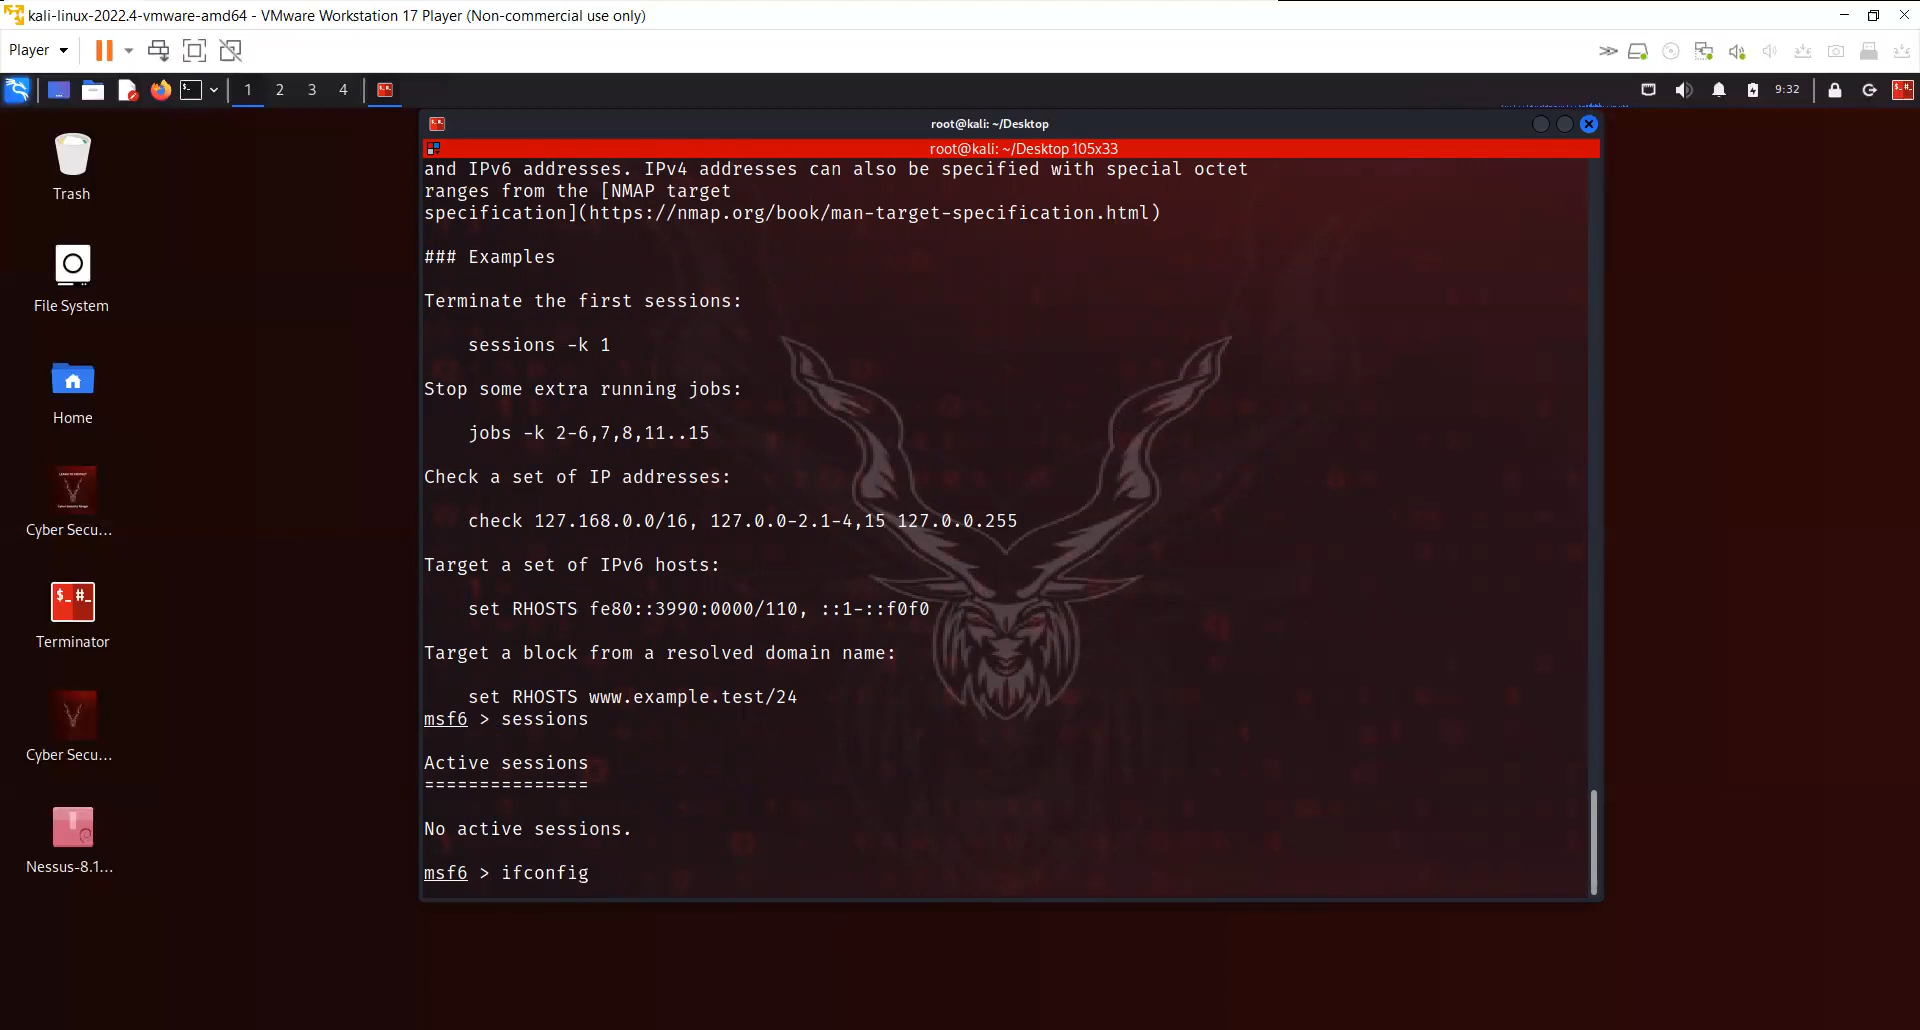 kali-linux-2022.4-vmware-amd64 - VMware Workstation 17 Player (Non-commercial use only)
Player
1 2 3 4
9:32
root@kali: ~/Desktop
root@kali: ~/Desktop 105x33
and IPv6 addresses. IPv4 addresses can also be specified with special octet
ranges from the [NMAP target
specification](https://nmap.org/book/man-target-specification.html)
### Examples
Terminate the first sessions:
sessions -k 1
Stop some extra running jobs:
jobs -k 2-6,7,8,11..15
Check a set of IP addresses:
check 127.168.0.0/16, 127.0.0-2.1-4,15 127.0.0.255
Target a set of IPv6 hosts:
set RHOSTS fe80::3990:0000/110, ::1-::f0f0
Target a block from a resolved domain name:
set RHOSTS www.example.test/24
msf6 > sessions
Active sessions
===============
No active sessions.
msf6 > ifconfig
Trash
File System
Home
Cyber Secu...
$_ #_
Terminator
Cyber Secu...
Nessus-8.1...